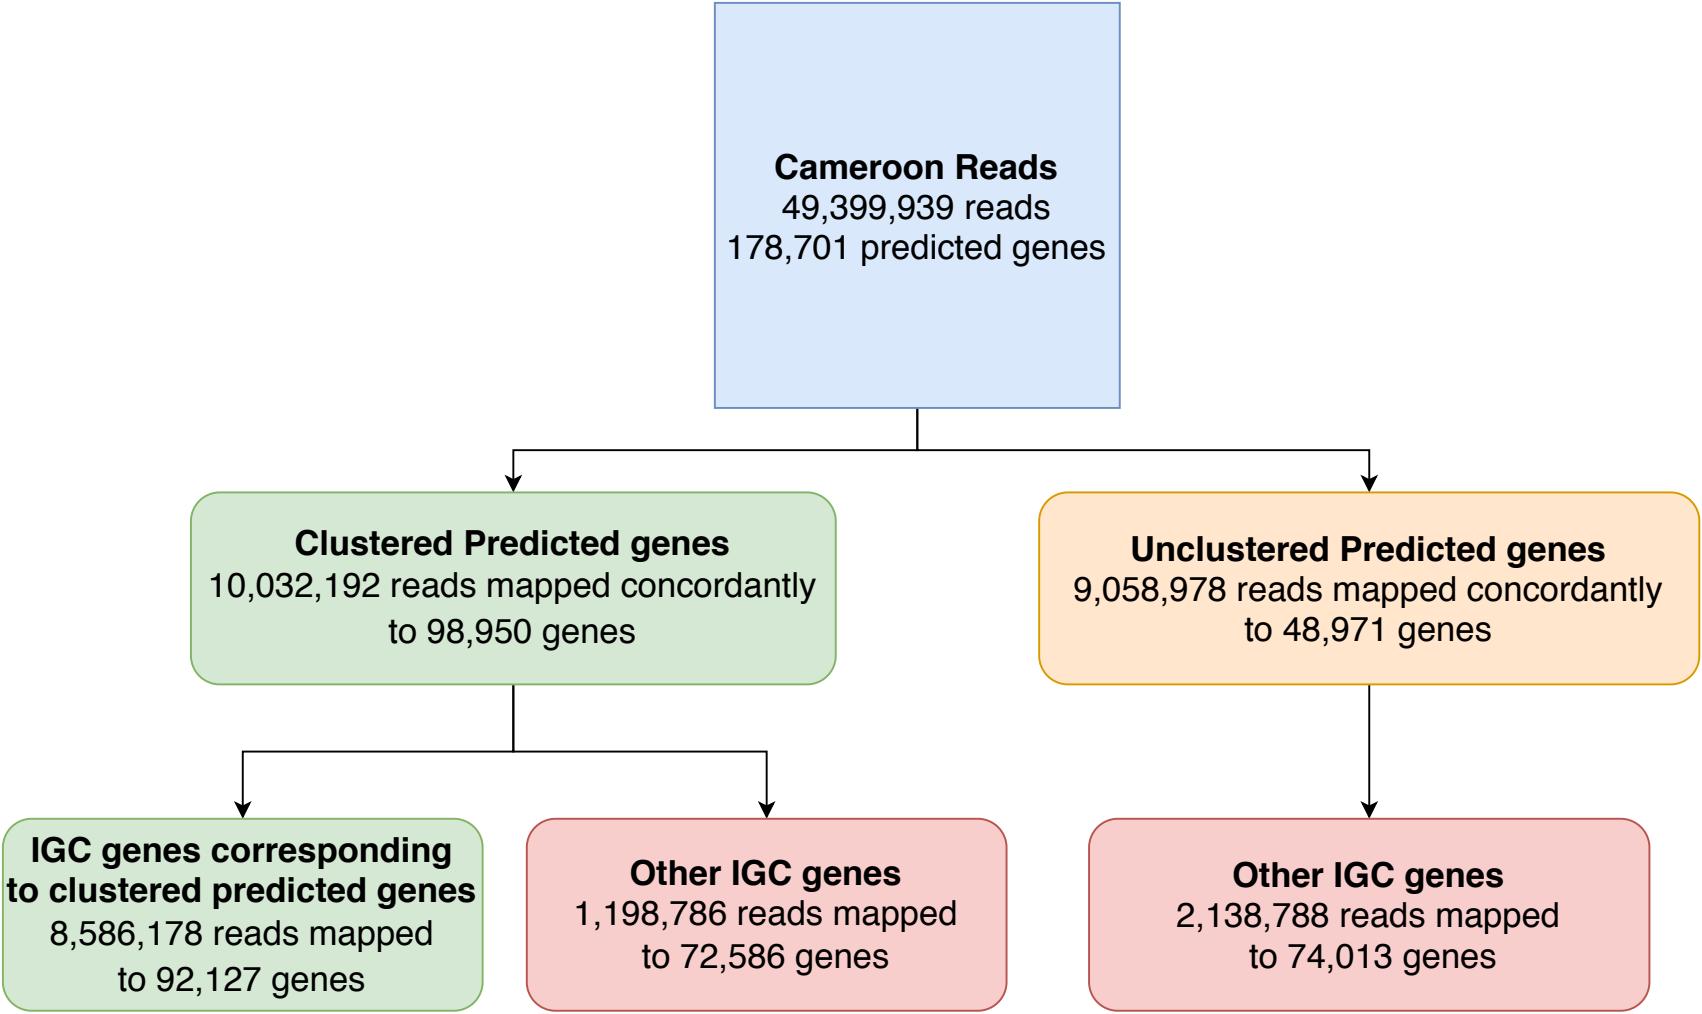 Cameroon Reads
49,399,939 reads
178,701 predicted genes
Clustered Predicted genes
10,032,192 reads mapped concordantly
to 98,950 genes
Unclustered Predicted genes
9,058,978 reads mapped concordantly
to 48,971 genes
IGC genes corresponding
to clustered predicted genes
8,586,178 reads mapped
to 92,127 genes
Other IGC genes
1,198,786 reads mapped
to 72,586 genes
Other IGC genes
2,138,788 reads mapped
to 74,013 genes